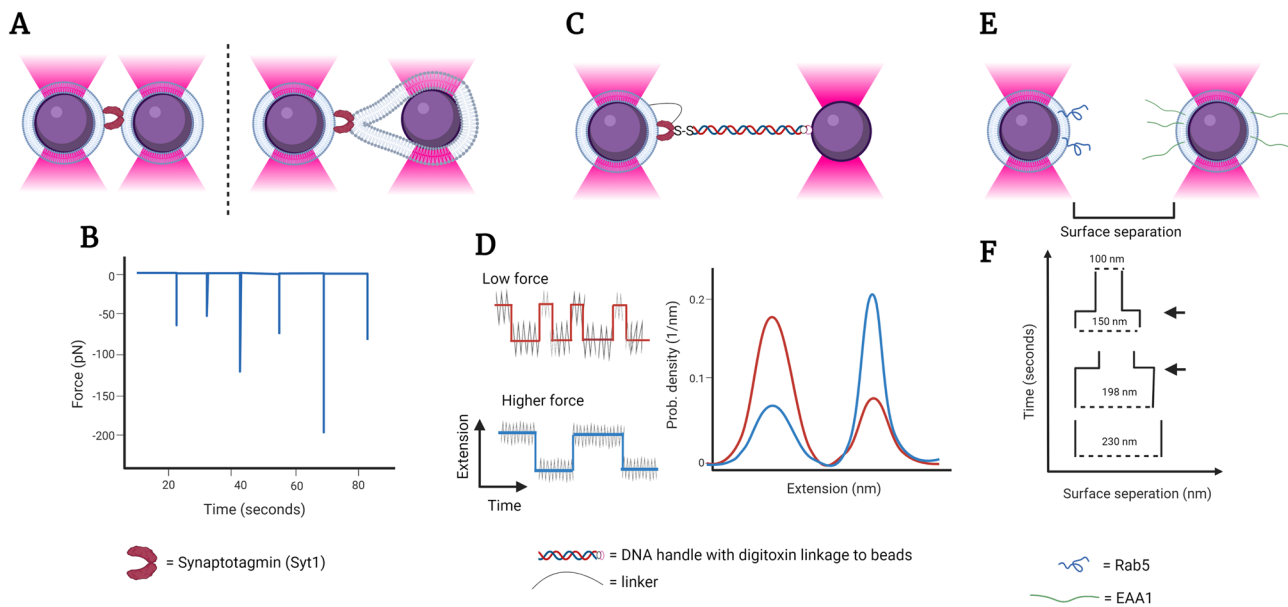 A
C
E
S-S
Surface separation
B
0
-50
-100
-150
-200
Force (pN)
20
40
60
80
Time (seconds)
D
Low force
Higher force
Extension
Time
0.2
0.1
0
Prob. density (1/nm)
Extension (nm)
F
100 nm
150 nm
198 nm
230 nm
Time (seconds)
Surface seperation (nm)
= Synaptotagmin (Syt1)
= DNA handle with digitoxin linkage to beads
= linker
= Rab5
= EAA1